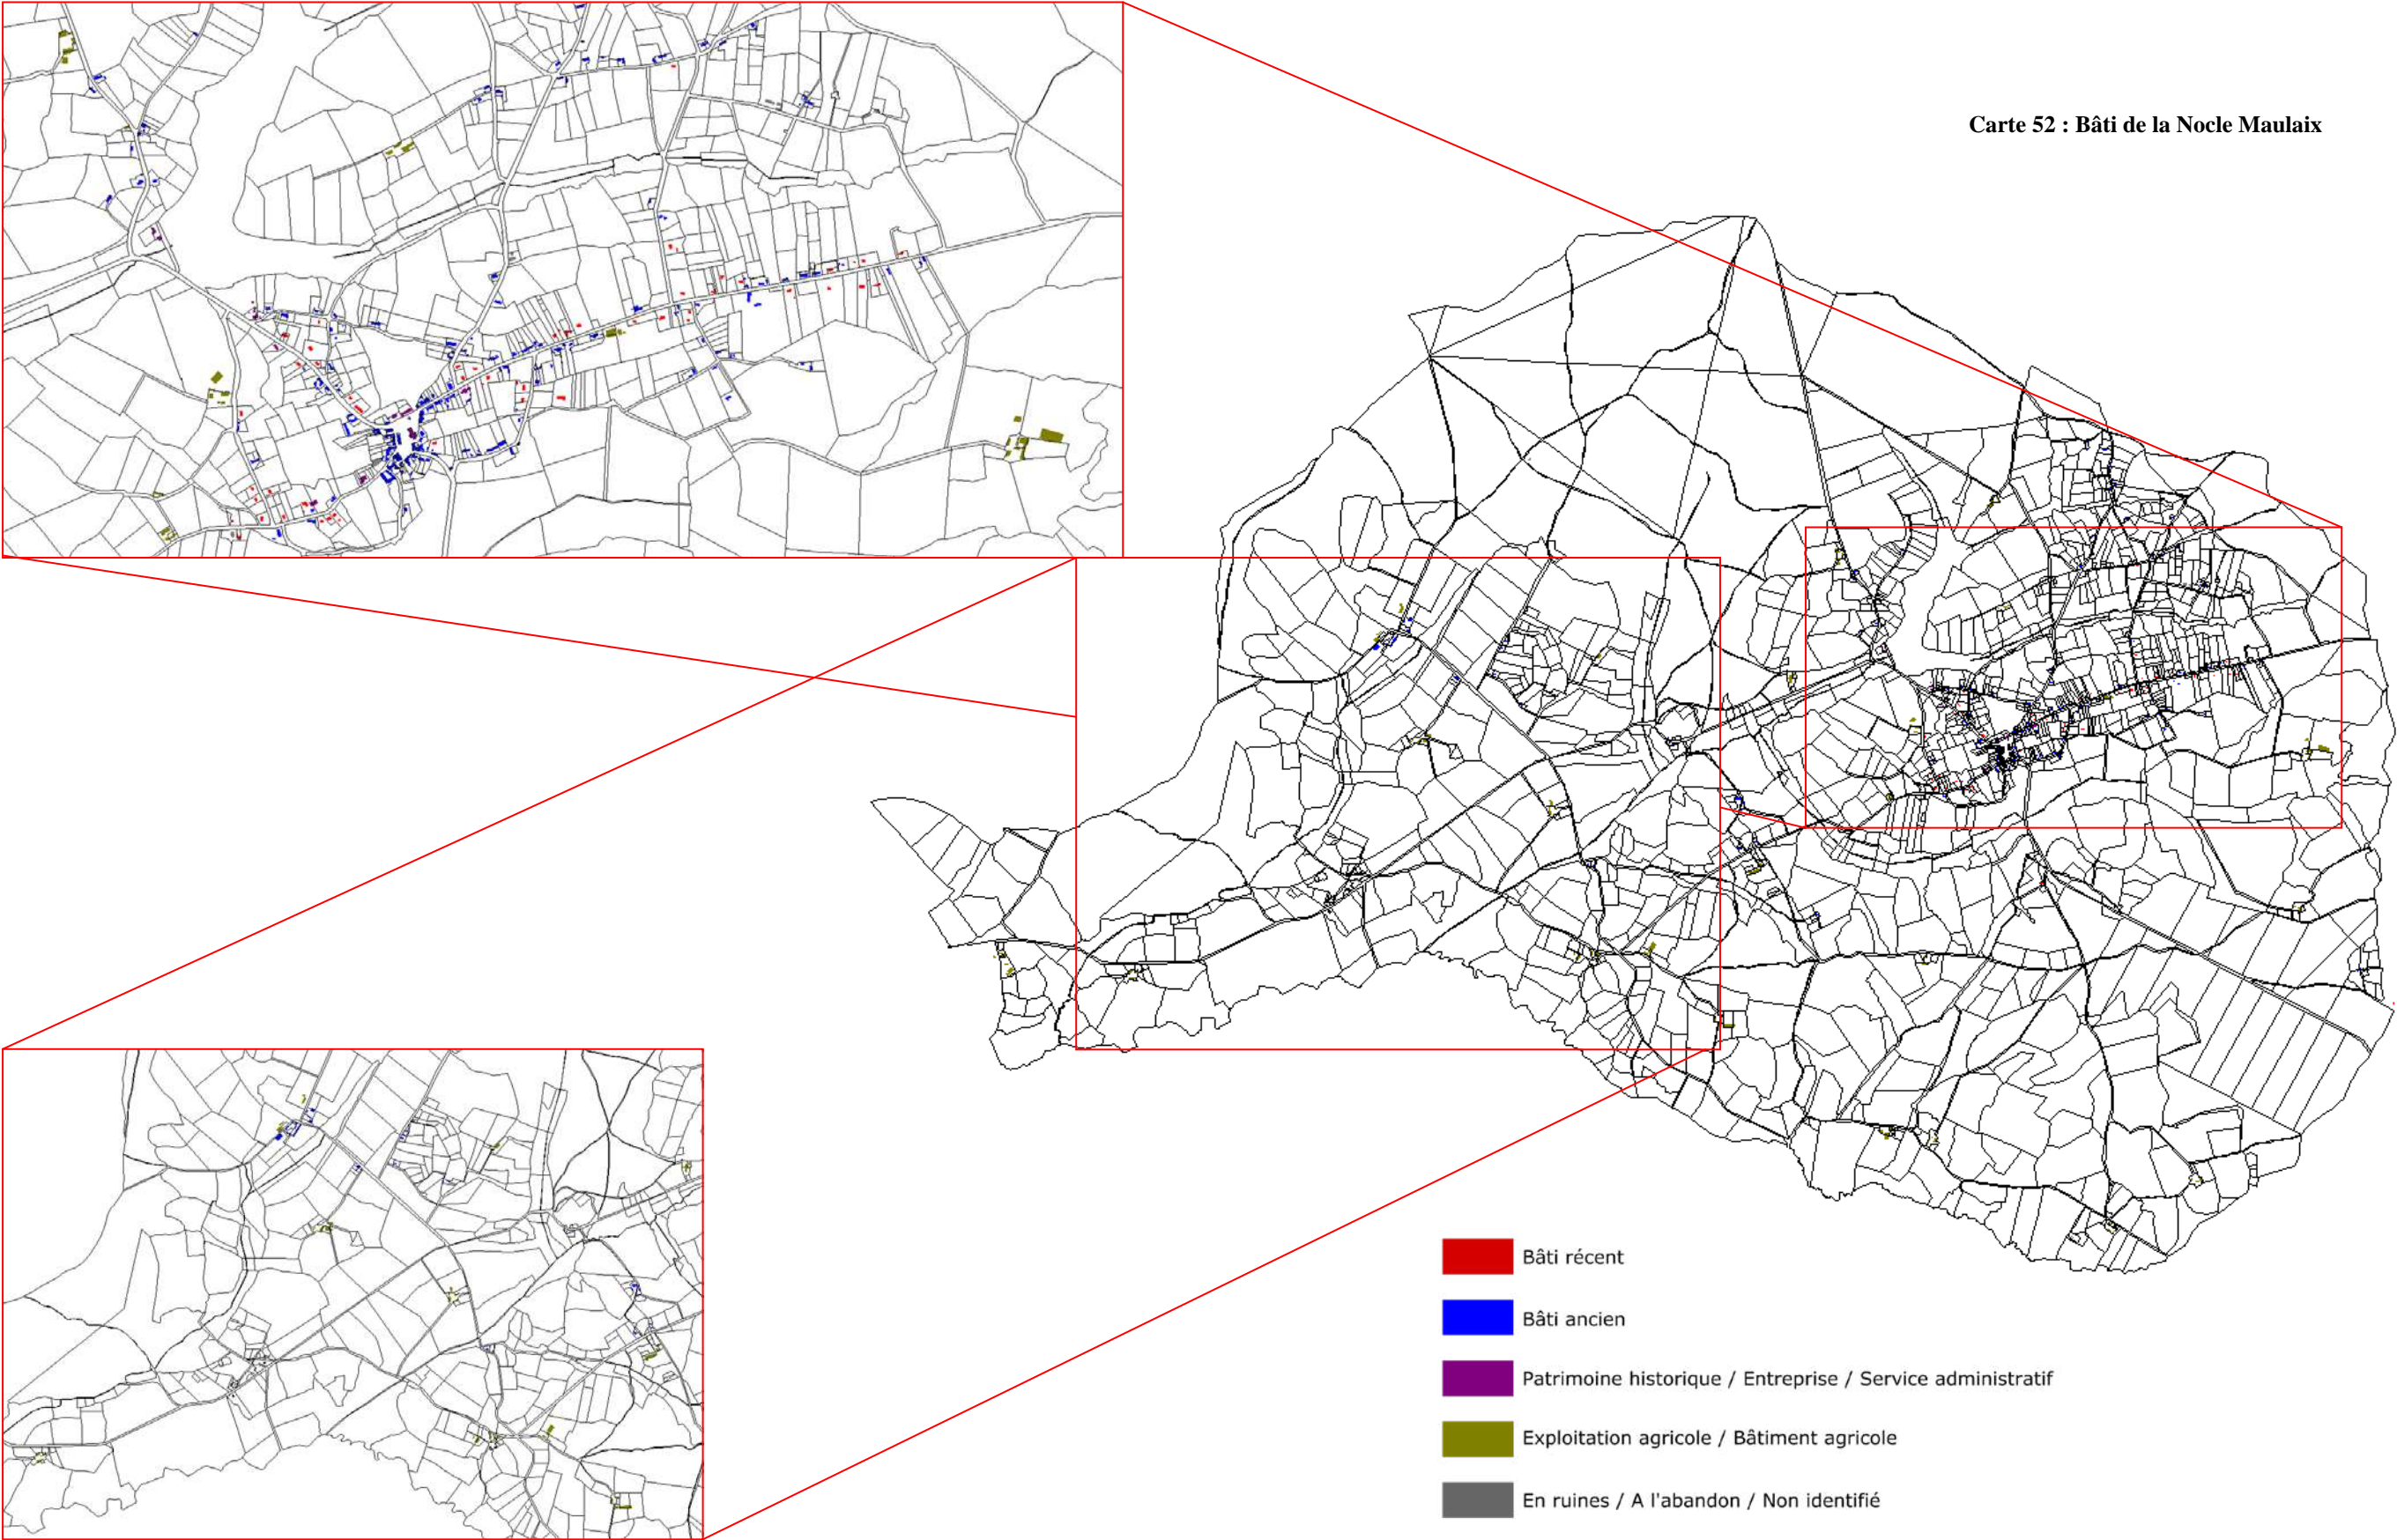 Carte 52 : Bâti de la Nocle Maulaix
Bâti récent
Bâti ancien
Patrimoine historique / Entreprise / Service administratif
Exploitation agricole / Bâtiment agricole
En ruines / A l'abandon / Non identifié